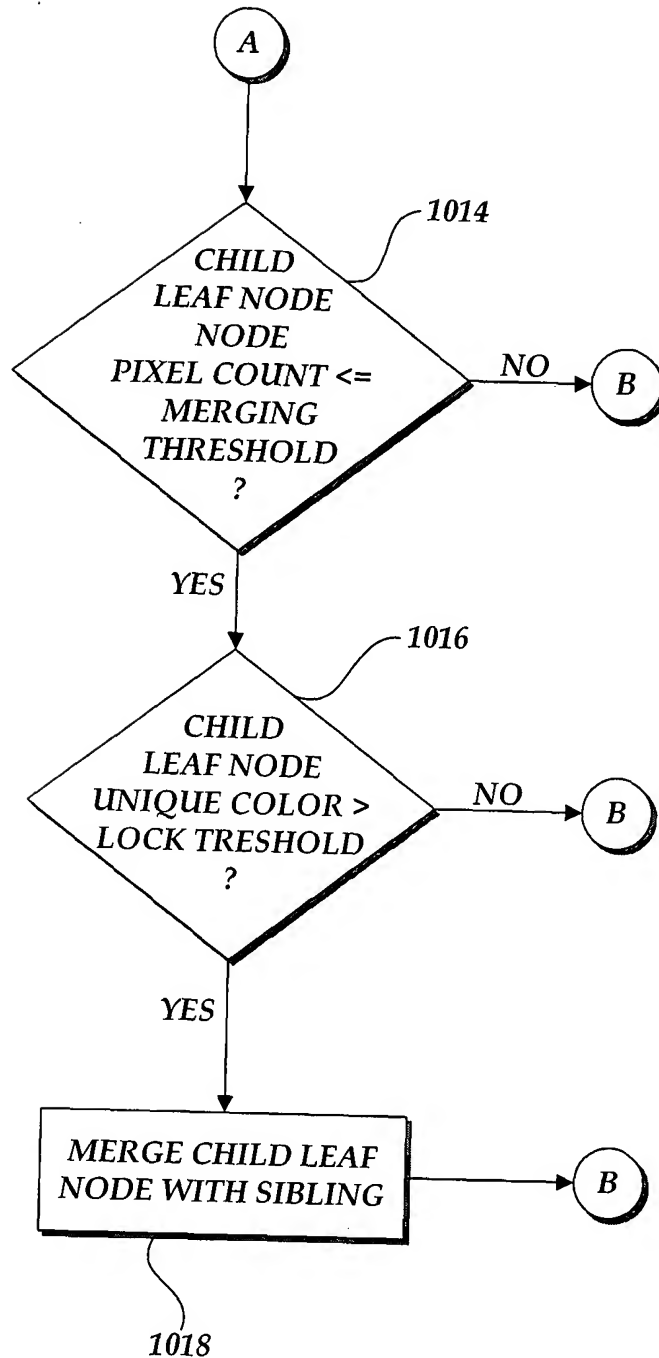 A
1014
CHILD
LEAF NODE
NODE
PIXEL COUNT <=
MERGING
THRESHOLD
?
NO
B
YES
1016
CHILD
LEAF NODE
UNIQUE COLOR >
LOCK TRESHOLD
?
NO
B
YES
MERGE CHILD LEAF
NODE WITH SIBLING
B
1018